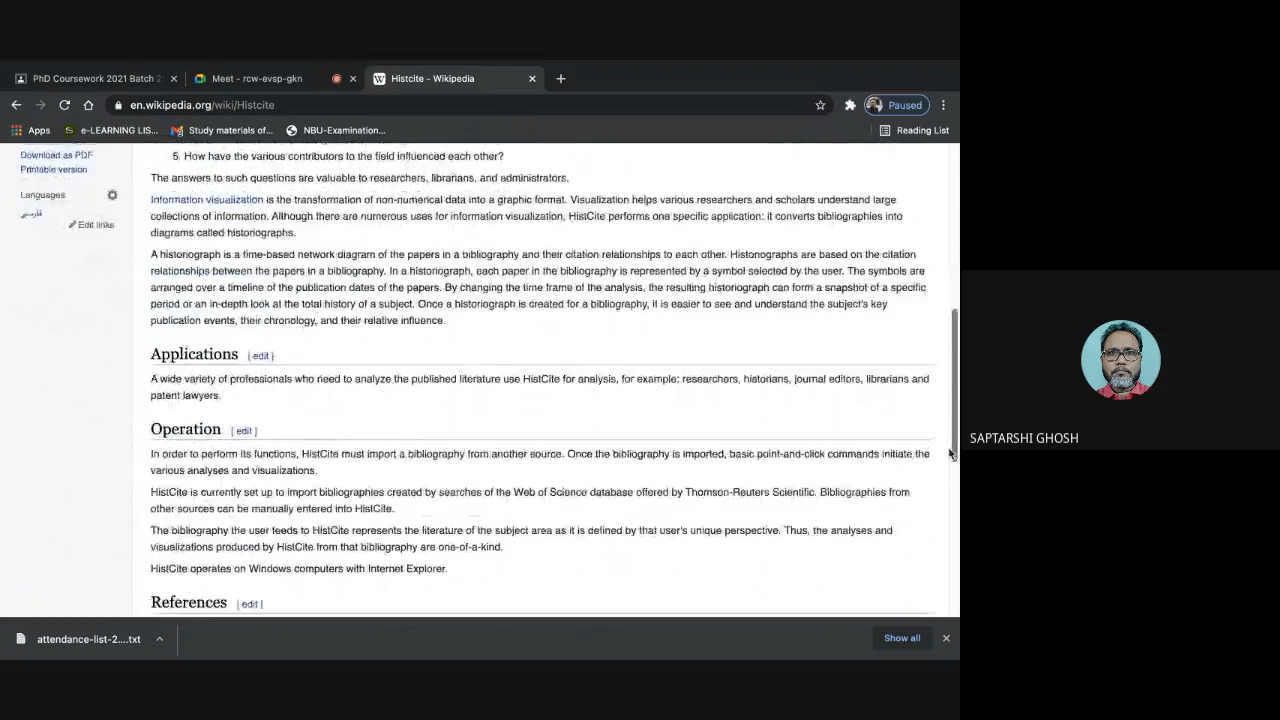 PhD Coursework 2021 Batch 2
Meet - rcw-evsp-gkn
Histcite - Wikipedia
en.wikipedia.org/wiki/Histcite
Paused
Apps
e-LEARNING LIS...
Study materials of...
NBU-Examination...
Reading List
Download as PDF
Printable version
Languages
فارسی
Edit links
5. How have the various contributors to the field influenced each other?
The answers to such questions are valuable to researchers, librarians, and administrators.
Information visualization is the transformation of non-numerical data into a graphic format. Visualization helps various researchers and scholars understand large
collections of information. Although there are numerous uses for information visualization, HistCite performs one specific application: it converts bibliographies into
diagrams called historiographs.
A historiograph is a time-based network diagram of the papers in a bibliography and their citation relationships to each other. Historiographs are based on the citation
relationships between the papers in a bibliography. In a historiograph, each paper in the bibliography is represented by a symbol selected by the user. The symbols are
arranged over a timeline of the publication dates of the papers. By changing the time frame of the analysis, the resulting historiograph can form a snapshot of a specific
period or an in-depth look at the total history of a subject. Once a historiograph is created for a bibliography, it is easier to see and understand the subject's key
publication events, their chronology, and their relative influence.
Applications [ edit ]
A wide variety of professionals who need to analyze the published literature use HistCite for analysis, for example: researchers, historians, journal editors, librarians and
patent lawyers.
Operation [ edit ]
In order to perform its functions, HistCite must import a bibliography from another source. Once the bibliography is imported, basic point-and-click commands initiate the
various analyses and visualizations.
HistCite is currently set up to import bibliographies created by searches of the Web of Science database offered by Thomson-Reuters Scientific. Bibliographies from
other sources can be manually entered into HistCite.
The bibliography the user feeds to HistCite represents the literature of the subject area as it is defined by that user's unique perspective. Thus, the analyses and
visualizations produced by HistCite from that bibliography are one-of-a-kind.
HistCite operates on Windows computers with Internet Explorer.
References [ edit ]
attendance-list-2....txt
Show all
SAPTARSHI GHOSH